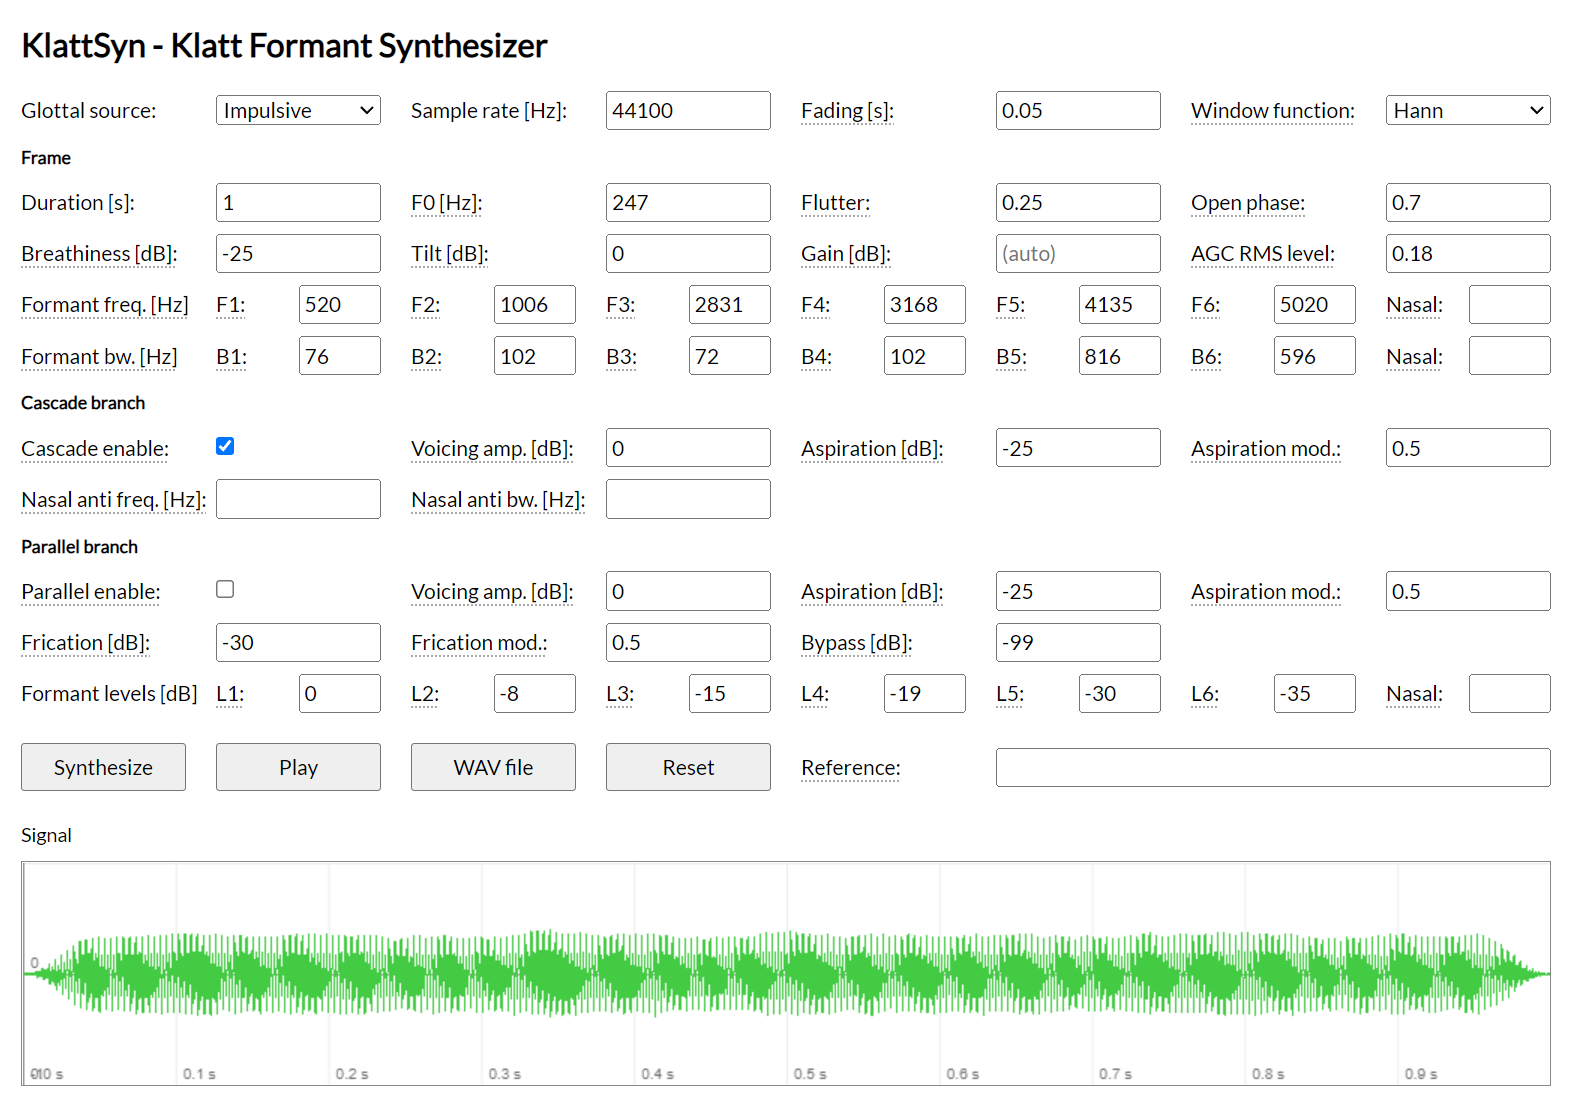 KlattSyn - Klatt Formant Synthesizer
Glottal source: Impulsive Sample rate [Hz]: 44100 Fading [s]: 0.05 Window function: Hann
Frame
Duration [s]: 1 F0 [Hz]: 247 Flutter: 0.25 Open phase: 0.7
Breathiness [dB]: -25 Tilt [dB]: 0 Gain [dB]: (auto) AGC RMS level: 0.18
Formant freq. [Hz] F1: 520 F2: 1006 F3: 2831 F4: 3168 F5: 4135 F6: 5020 Nasal:
Formant bw. [Hz] B1: 76 B2: 102 B3: 72 B4: 102 B5: 816 B6: 596 Nasal:
Cascade branch
Cascade enable: Voicing amp. [dB]: 0 Aspiration [dB]: -25 Aspiration mod.: 0.5
Nasal anti freq. [Hz]: Nasal anti bw. [Hz]:
Parallel branch
Parallel enable: Voicing amp. [dB]: 0 Aspiration [dB]: -25 Aspiration mod.: 0.5
Frication [dB]: -30 Frication mod.: 0.5 Bypass [dB]: -99
Formant levels [dB] L1: 0 L2: -8 L3: -15 L4: -19 L5: -30 L6: -35 Nasal:
Synthesize Play WAV file Reset Reference:
Signal
0
0.1 s 0.2 s 0.3 s 0.4 s 0.5 s 0.6 s 0.7 s 0.8 s 0.9 s